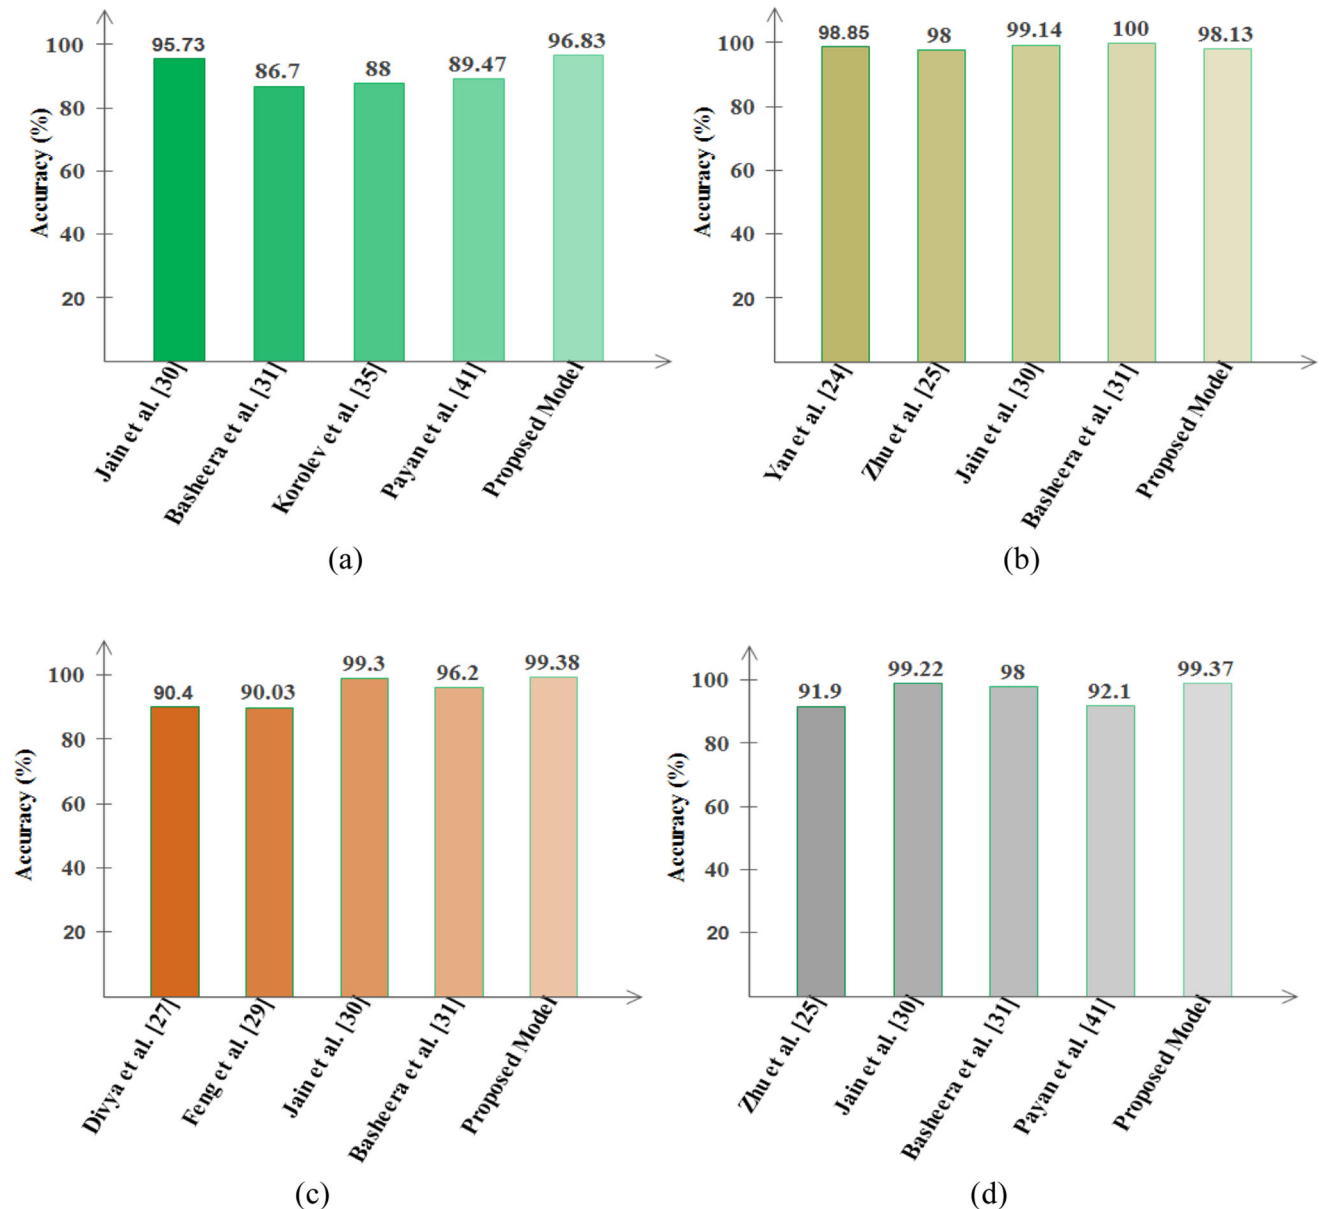 95.73 86.7 88 89.47 96.83
100
80
60
40
20
Accuracy (%)
Jain et al. [30]
Basheera et al. [31]
Korolev et al. [35]
Payan et al. [41]
Proposed Model
(a)
98.85 98 99.14 100 98.13
100
80
60
40
20
Accuracy (%)
Yan et al. [24]
Zhu et al. [25]
Jain et al. [30]
Basheera et al. [31]
Proposed Model
(b)
90.4 90.03 99.3 96.2 99.38
100
80
60
40
20
Accuracy (%)
Divya et al. [27]
Feng et al. [29]
Jain et al. [30]
Basheera et al. [31]
Proposed Model
(c)
91.9 99.22 98 92.1 99.37
100
80
60
40
20
Accuracy (%)
Zhu et al. [25]
Jain et al. [30]
Basheera et al. [31]
Payan et al. [41]
Proposed Model
(d)